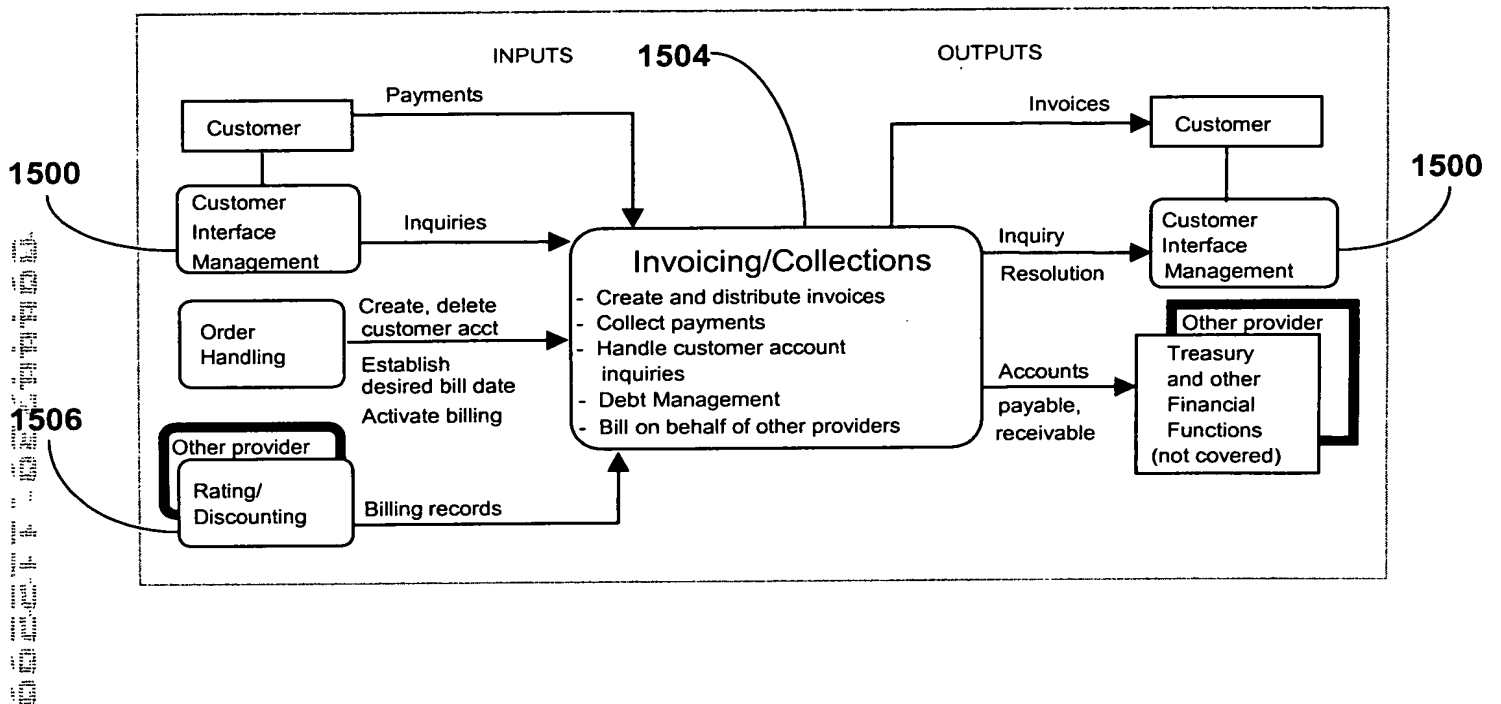 INPUTS
1504
OUTPUTS
Payments
Invoices
Customer
Customer
1500
1500
Customer
Interface
Management
Inquiries
Inquiry
Resolution
Customer
Interface
Management
Invoicing/Collections
- Create and distribute invoices
- Collect payments
- Handle customer account
inquiries
- Debt Management
- Bill on behalf of other providers
Order
Handling
Create, delete
customer acct
Establish
desired bill date
Activate billing
Other provider
Treasury
and other
Financial
Functions
(not covered)
Accounts
payable,
receivable
1506
Other provider
Rating/
Discounting
Billing records